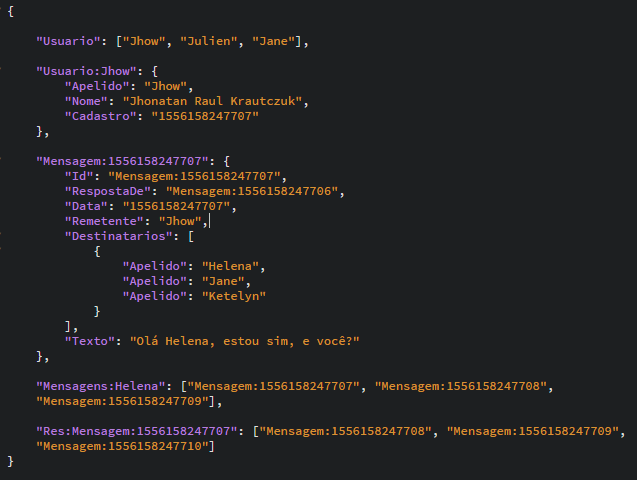 {
"Usuario": ["Jhow", "Julien", "Jane"],
"Usuario:Jhow": {
"Apelido": "Jhow",
"Nome": "Jhonatan Raul Krautczuk",
"Cadastro": "1556158247707"
},
"Mensagem:1556158247707": {
"Id": "Mensagem:1556158247707",
"RespostaDe": "Mensagem:1556158247706",
"Data": "1556158247707",
"Remetente": "Jhow",
"Destinatarios": [
{
"Apelido": "Helena",
"Apelido": "Jane",
"Apelido": "Ketelyn"
}
],
"Texto": "Olá Helena, estou sim, e você?"
},
"Mensagens:Helena": ["Mensagem:1556158247707", "Mensagem:1556158247708",
"Mensagem:1556158247709"],
"Res:Mensagem:1556158247707": ["Mensagem:1556158247708", "Mensagem:1556158247709",
"Mensagem:1556158247710"]
}